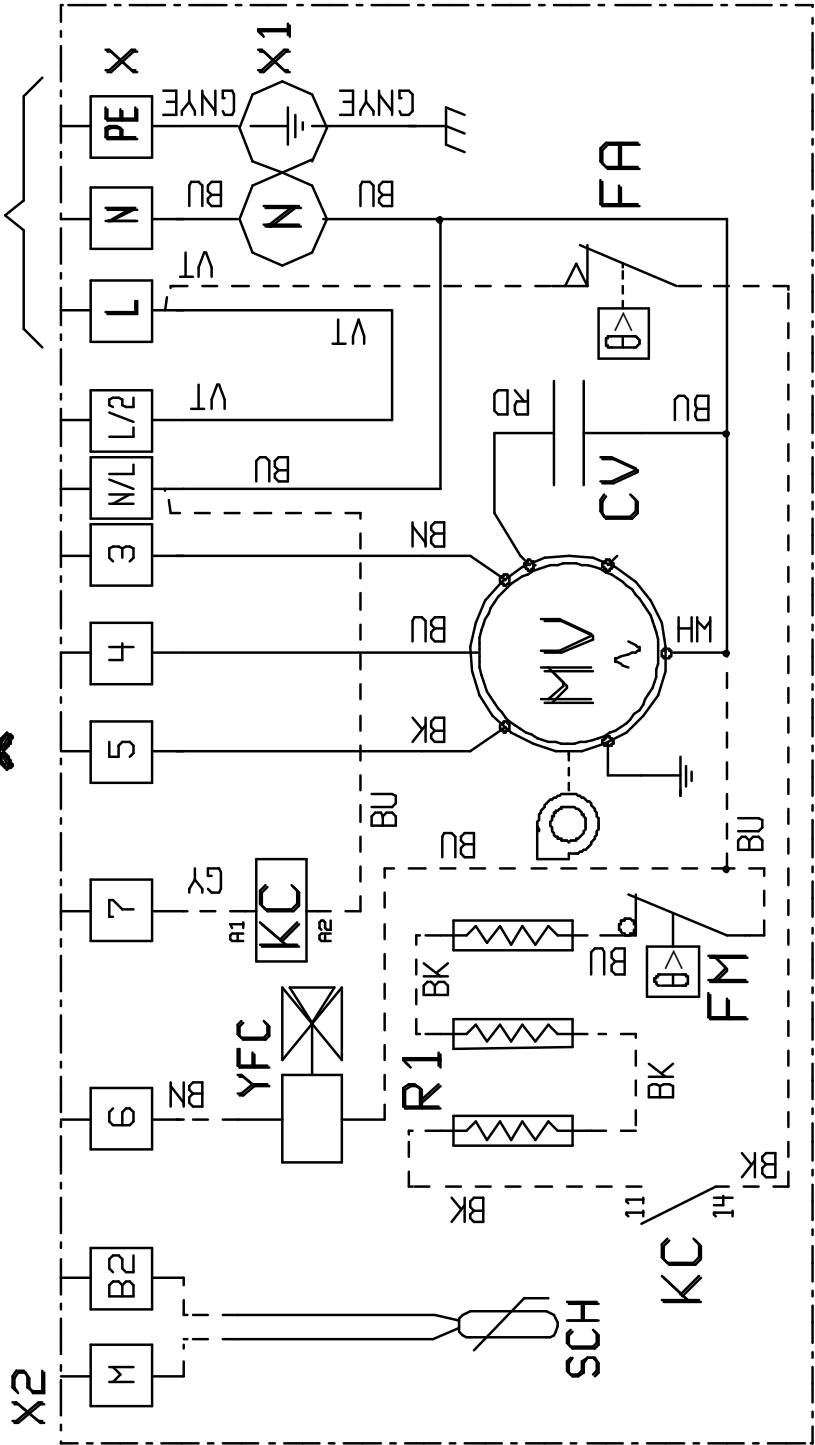 X2
M
B2
6
7
5
4
3
N/L
L/2
L
N
PE
X
BN
GY
VT
BU
VT
BU
GNYE
X1
N
YFC
A1
KC
A2
BU
VT
BU
GNYE
BK
BU
BN
BU
BK
R1
BK
BU
RD
SCH
11
KC
14
BK
BK
BU
θ>
FM
BU
MV
~
HM
CV
BU
θ>
FA